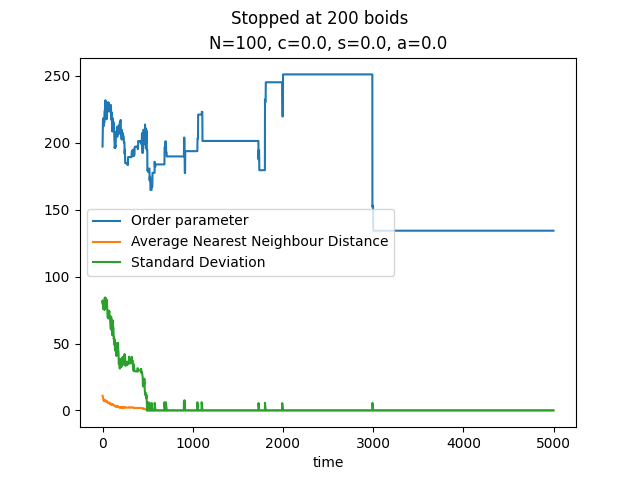 Stopped at 200 boids
N=100, c=0.0, s=0.0, a=0.0
250
200
150
Order parameter
Average Nearest Neighbour Distance
Standard Deviation
100
50
0
0 1000 2000 3000 4000 5000
time